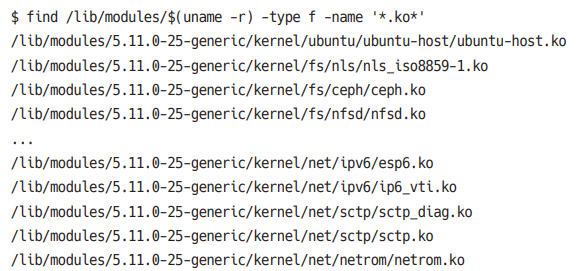 $ find /lib/modules/$(uname -r) -type f -name '*.ko*'
/lib/modules/5.11.0-25-generic/kernel/ubuntu/ubuntu-host/ubuntu-host.ko
/lib/modules/5.11.0-25-generic/kernel/fs/nls/nls_iso8859-1.ko
/lib/modules/5.11.0-25-generic/kernel/fs/ceph/ceph.ko
/lib/modules/5.11.0-25-generic/kernel/fs/nfsd/nfsd.ko
...
/lib/modules/5.11.0-25-generic/kernel/net/ipv6/esp6.ko
/lib/modules/5.11.0-25-generic/kernel/net/ipv6/ip6_vti.ko
/lib/modules/5.11.0-25-generic/kernel/net/sctp/sctp_diag.ko
/lib/modules/5.11.0-25-generic/kernel/net/sctp/sctp.ko
/lib/modules/5.11.0-25-generic/kernel/net/netrom/netrom.ko